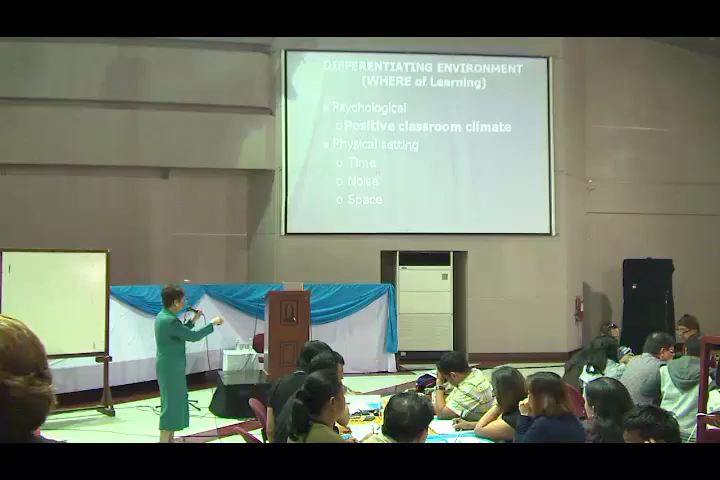 DIFFERENTIATING ENVIRONMENT
(WHERE of Learning)
Psychological
o Positive classroom climate
Physical setting
o Time
o Noise
o Space